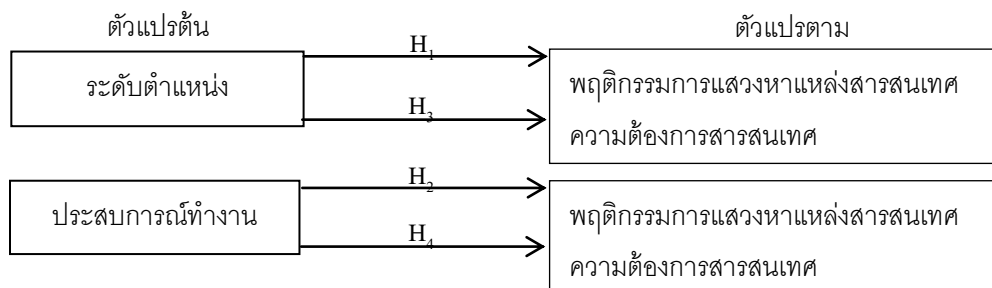 ตัวแปรต้น ตัวแปรตาม
H1
ระดับตำแหน่ง พฤติกรรมการแสวงหาแหล่งสารสนเทศ
H3
ความต้องการสารสนเทศ
H2
ประสบการณ์ทำงาน พฤติกรรมการแสวงหาแหล่งสารสนเทศ
H4
ความต้องการสารสนเทศ